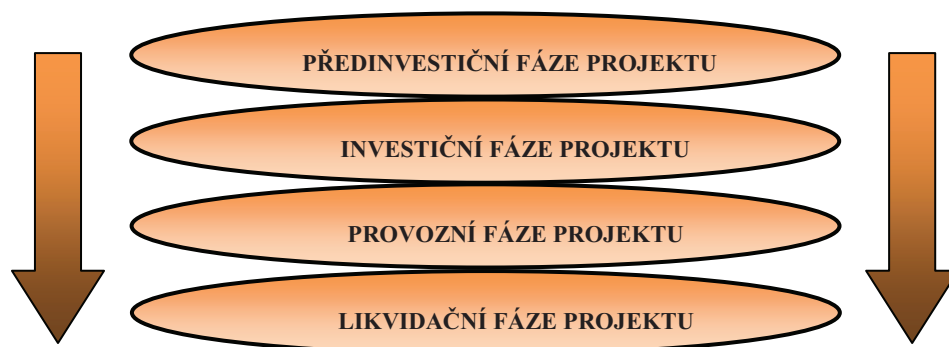 PŘEDINVESTIČNÍ FÁZE PROJEKTU
INVESTIČNÍ FÁZE PROJEKTU
PROVOZNÍ FÁZE PROJEKTU
LIKVIDAČNÍ FÁZE PROJEKTU